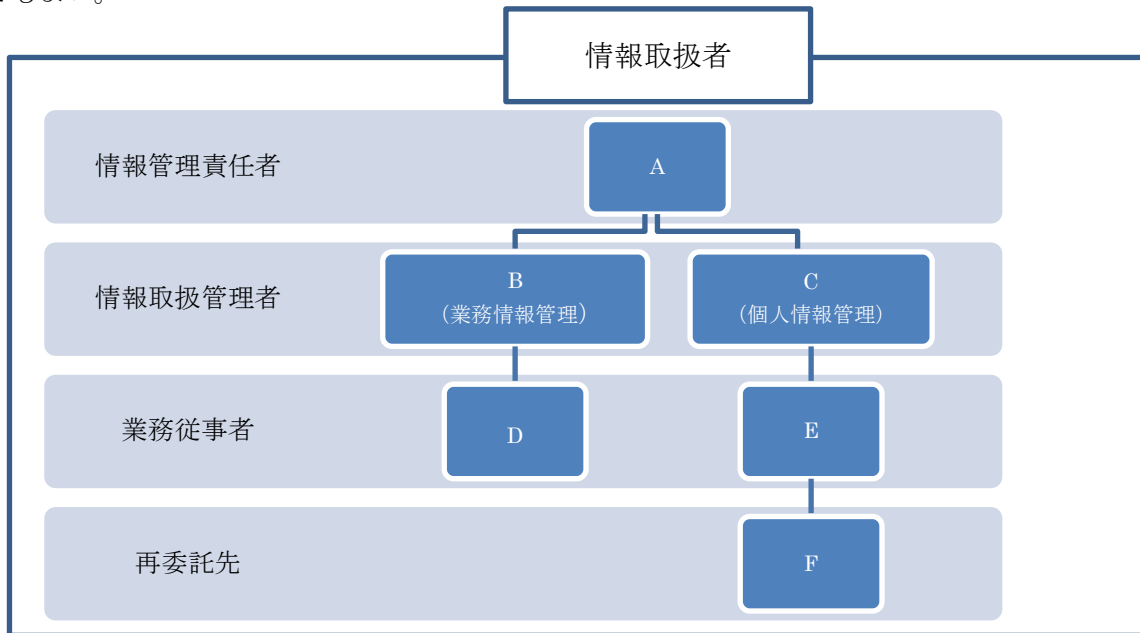 情報取扱者
情報管理責任者
A
情報取扱管理者
B
(業務情報管理)
C
(個人情報管理)
業務従事者
D
E
再委託先
F